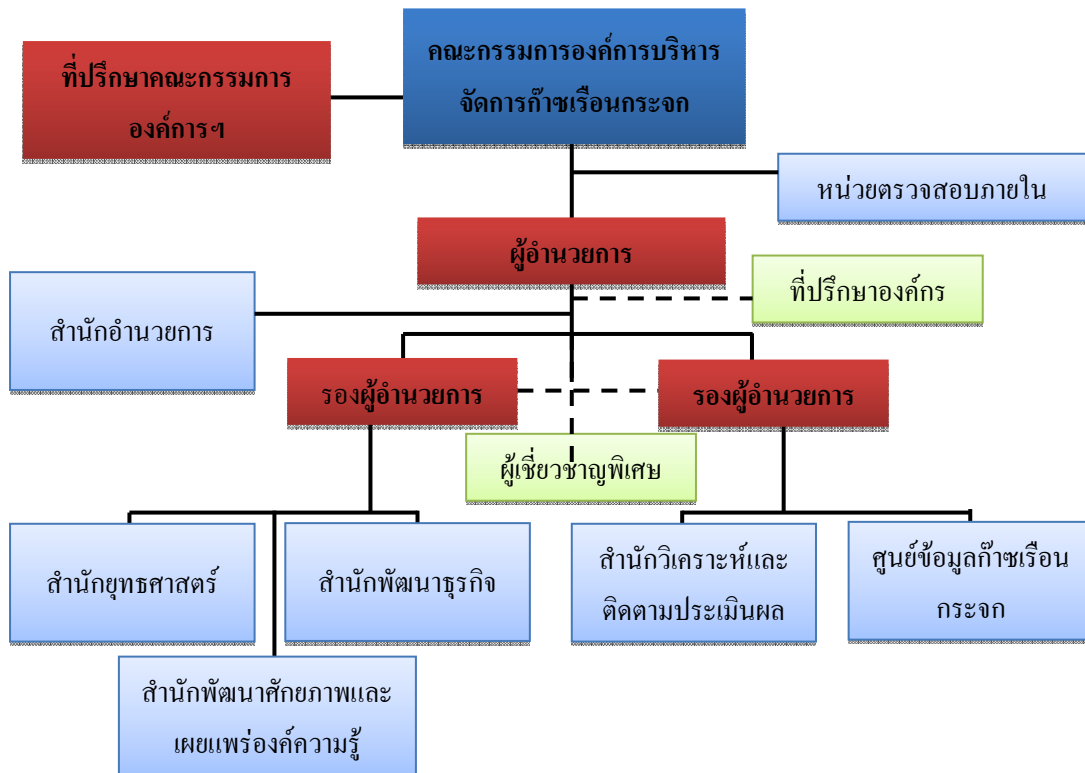 คณะกรรมการองค์การบริหาร
จัดการก๊าซเรือนกระจก
ที่ปรึกษาคณะกรรมการ
องค์การฯ
หน่วยตรวจสอบภายใน
ผู้อำนวยการ
ที่ปรึกษาองค์กร
สำนักอำนวยการ
รองผู้อำนวยการ
รองผู้อำนวยการ
ผู้เชี่ยวชาญพิเศษ
สำนักยุทธศาสตร์
สำนักพัฒนาธุรกิจ
สำนักวิเคราะห์และ
ติดตามประเมินผล
ศูนย์ข้อมูลก๊าซเรือน
กระจก
สำนักพัฒนาศักยภาพและ
เผยแพร่องค์ความรู้